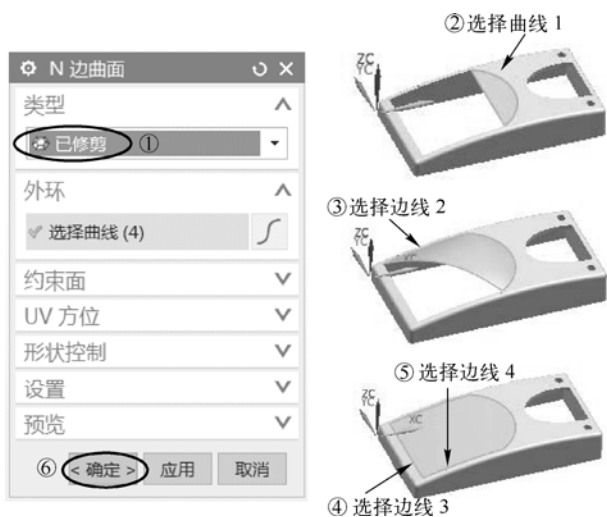 N 边曲面
类型
已修剪 ①
外环
选择曲线 (4)
约束面
UV 方位
形状控制
设置
预览
⑥ < 确定 > 应用 取消
②选择曲线 1
ZC
YC
③选择边线 2
ZC
YC
⑤ 选择边线 4
ZC
YC
XC
④ 选择边线 3